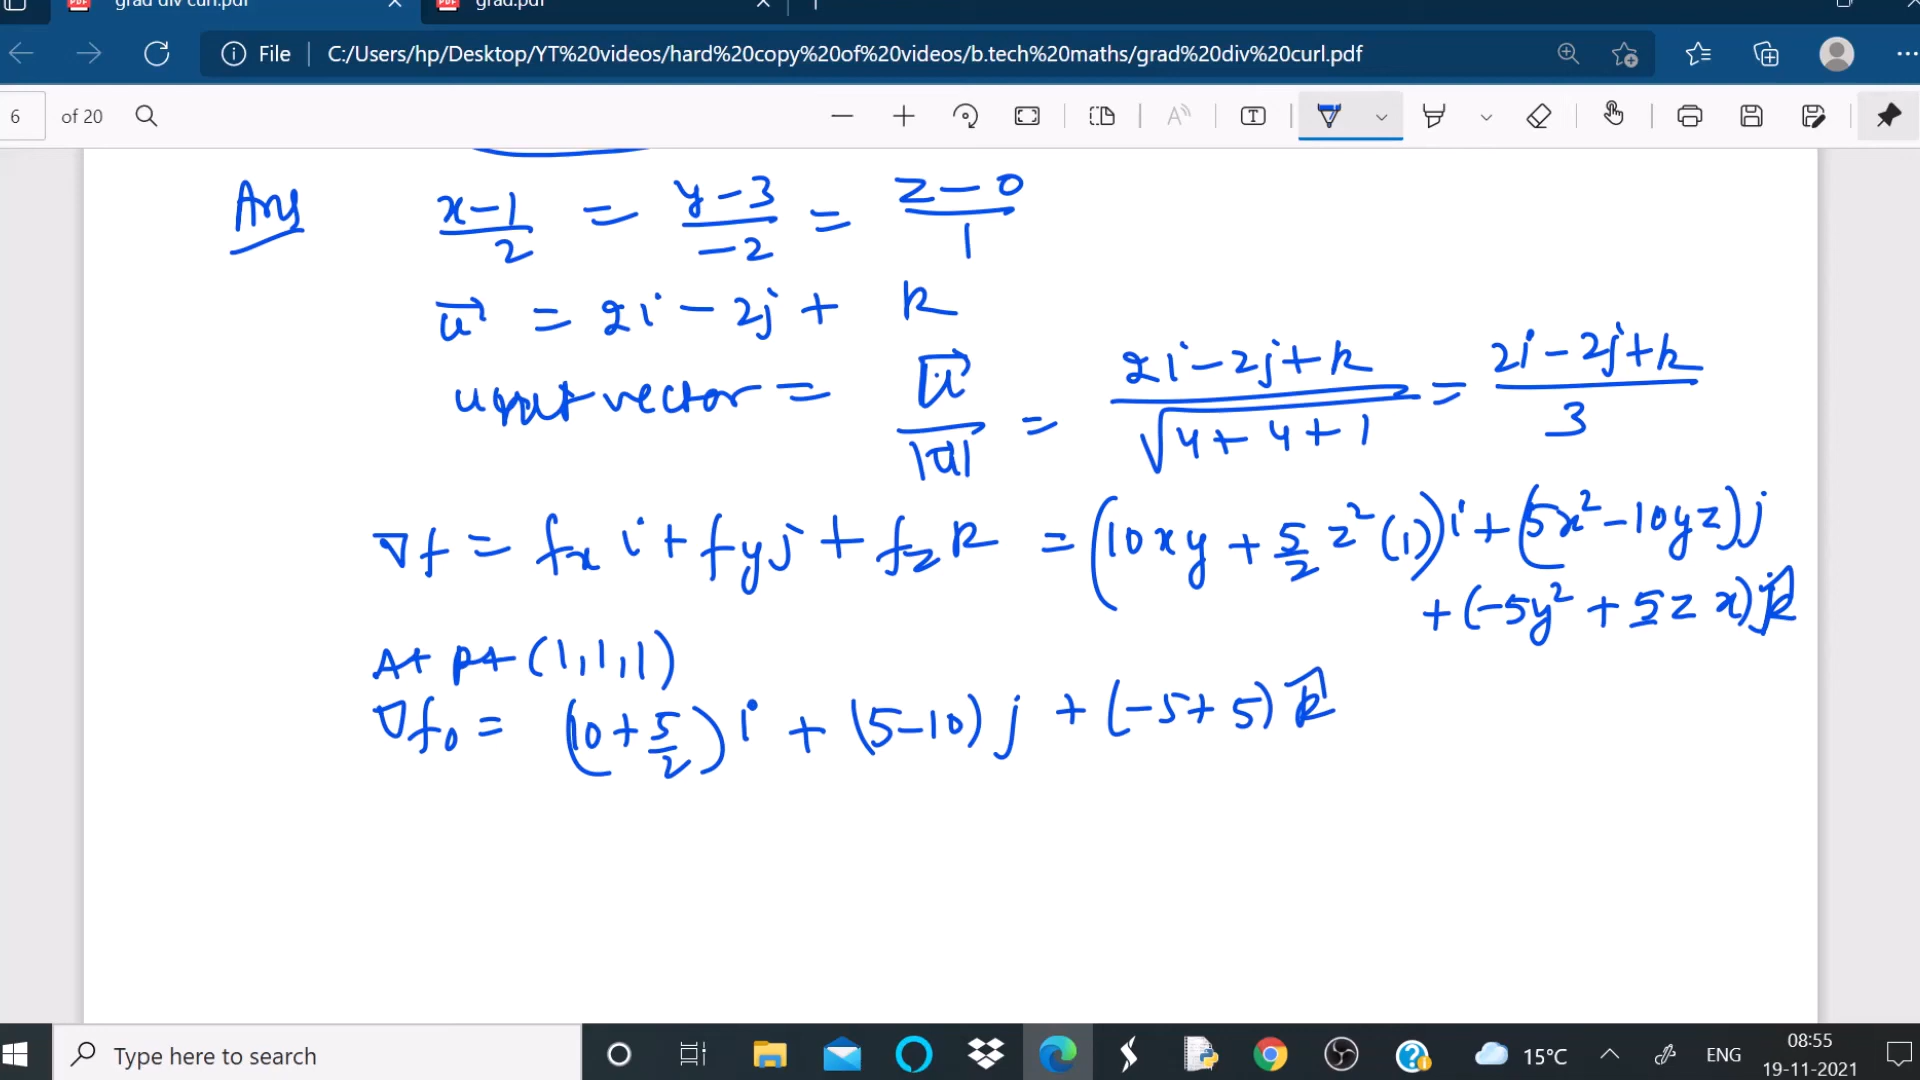 grad div curl.pdf
grad.pdf
File C:/Users/hp/Desktop/YT%20videos/hard%20copy%20of%20videos/b.tech%20maths/grad%20div%20curl.pdf
6 of 20
Ans x-1/2 = y-3/-2 = z-0/1
u⃗ = 2i - 2j + k
unit vector = u⃗/|u⃗| = 2i-2j+k/√4+4+1 = 2i-2j+k/3
∇f = fx i + fy j + fz k = (10xy + 5/2 z²(1))i + (5x²-10yz)j
+ (-5y² + 5z x)k
At pt (1,1,1)
∇f₀ = (10+5/2)i + (5-10)j + (-5+5)k
Type here to search
15°C ENG 08:55
19-11-2021